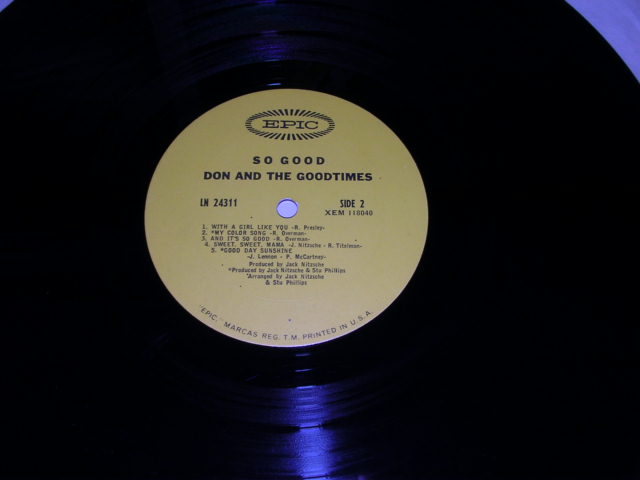 EPIC
SO GOOD
DON AND THE GOODTIMES
LN 24311
SIDE 2
XEM 118040
1. WITH A GIRL LIKE YOU -R. Presley-
2. *MY COLOR SONG -R. Overman-
3. AND IT'S SO GOOD -R. Overman-
4. SWEET, SWEET, MAMA -J. Nitzsche - R. Titelman-
5. *GOOD DAY SUNSHINE
-J. Lennon - P. McCartney-
Produced by Jack Nitzsche
*Produced by Jack Nitzsche & Stu Phillips
'Arranged by Jack Nitzsche
& Stu Phillips
"EPIC," MARCAS REG. T.M. PRINTED IN U.S.A.